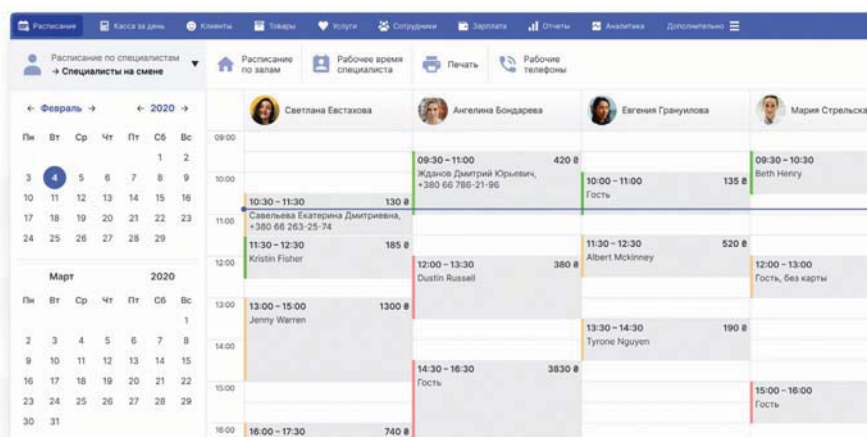 Расписание Касса за день Клиенты Товары Услуги Сотрудники Зарплата Отчеты Аналитика Дополнительно
Расписание по специалистам
→ Специалисты на смене
Расписание по залам
Рабочее время специалиста
Печать
Рабочие телефоны
← Февраль → ← 2020 →
Пн Вт Ср Чт Пт Сб Вс
1 2
3 4 5 6 7 8 9
10 11 12 13 14 15 16
17 18 19 20 21 22 23
24 25 26 27 28 29
Март 2020
Пн Вт Ср Чт Пт Сб Вс
1
2 3 4 5 6 7 8
9 10 11 12 13 14 15
16 17 18 19 20 21 22
23 24 25 26 27 28 29
30 31
09:00
10:00
11:00
12:00
13:00
14:00
15:00
16:00
Светлана Евстахова
10:30 – 11:30 130 ₴
Савельева Екатерина Дмитриевна,
+380 66 263-25-74
11:30 – 12:30 185 ₴
Kristin Fisher
13:00 – 15:00 1300 ₴
Jenny Warren
16:00 – 17:30 740 ₴
Ангелина Бондарева
09:30 – 11:00 420 ₴
Жданов Дмитрий Юрьевич,
+380 66 786-21-96
12:00 – 13:30 380 ₴
Dustin Russell
14:30 – 16:30 3830 ₴
Гость
Евгения Грануилова
10:00 – 11:00 135 ₴
Гость
11:30 – 12:30 520 ₴
Albert Mckinney
13:30 – 14:30 190 ₴
Tyrone Nguyen
Мария Стрельска
09:30 – 10:30
Beth Henry
12:00 – 13:00
Гость, без карты
15:00 – 16:00
Гость